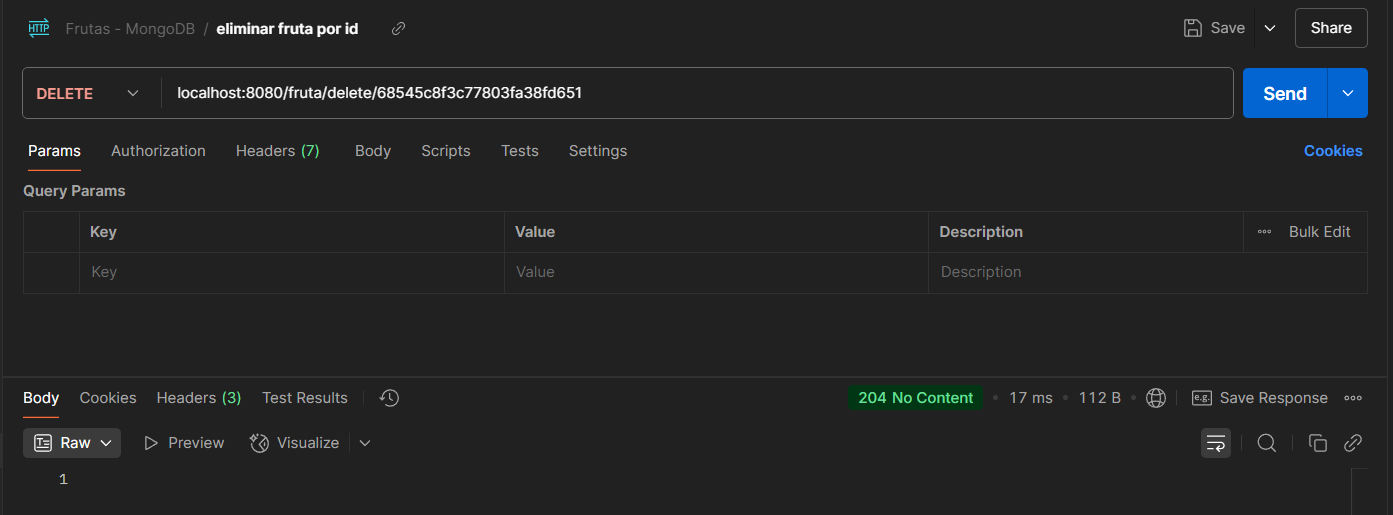 HTTP Frutas - MongoDB / eliminar fruta por id Save Share
DELETE localhost:8080/fruta/delete/68545c8f3c77803fa38fd651 Send
Params Authorization Headers (7) Body Scripts Tests Settings Cookies
Query Params
Key Value Description Bulk Edit
Key Value Description
Body Cookies Headers (3) Test Results 204 No Content • 17 ms • 112 B • e.g. Save Response
Raw Preview Visualize
1